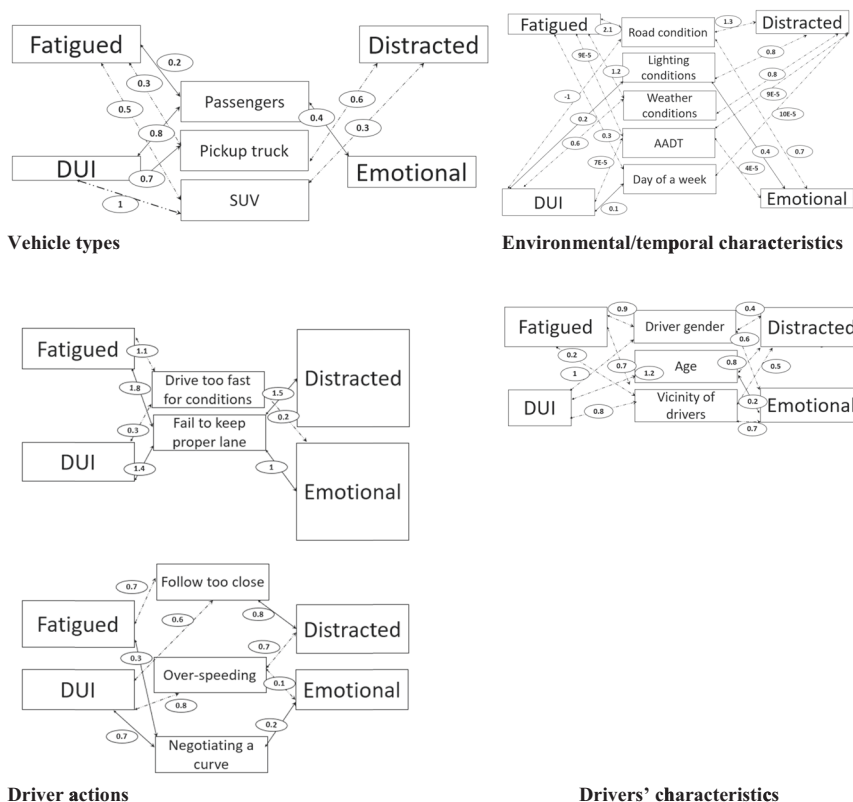 Fatigued
Distracted
0.2
0.3
0.5
Passengers
0.6
0.4
0.3
0.8
Pickup truck
DUI
0.7
Emotional
1
SUV
Vehicle types
Fatigued
Distracted
2.1
Road condition
1.3
9E-5
Lighting
conditions
0.8
1.2
0.8
-1
Weather
conditions
9E-5
0.2
10E-5
0.3
AADT
0.6
0.4
0.7
7E-5
4E-5
Day of a week
DUI
0.1
Emotional
Environmental/temporal characteristics
Fatigued
1.1
Drive too fast
for conditions
1.8
1.5
Distracted
0.2
0.3
Fail to keep
proper lane
DUI
1.4
1
Emotional
Fatigued
0.9
Driver gender
0.4
Distracted
0.6
0.2
0.7
Age
0.8
0.5
1
1.2
DUI
0.8
Vicinity of
drivers
0.2
Emotional
0.7
Follow too close
0.7
0.8
Fatigued
0.6
Distracted
0.3
0.7
Over-speeding
0.1
DUI
0.8
Emotional
0.7
0.2
Negotiating a
curve
Driver actions
Drivers’ characteristics